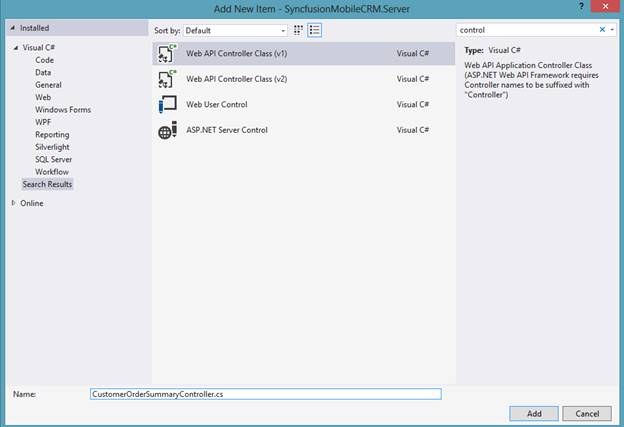 Add New Item - SyncfusionMobileCRM.Server
?
Installed
Sort by:
Default
control
Visual C#
Code
Data
General
Web
Windows Forms
WPF
Reporting
Silverlight
SQL Server
Workflow
Search Results
Online
Web API Controller Class (v1)
Visual C#
Web API Controller Class (v2)
Visual C#
Web User Control
Visual C#
ASP.NET Server Control
Visual C#
Type: Visual C#
Web API Application Controller Class
(ASP.NET Web API Framework requires
Controller names to be suffixed with
"Controller")
Name:
CustomerOrderSummaryController.cs
Add
Cancel